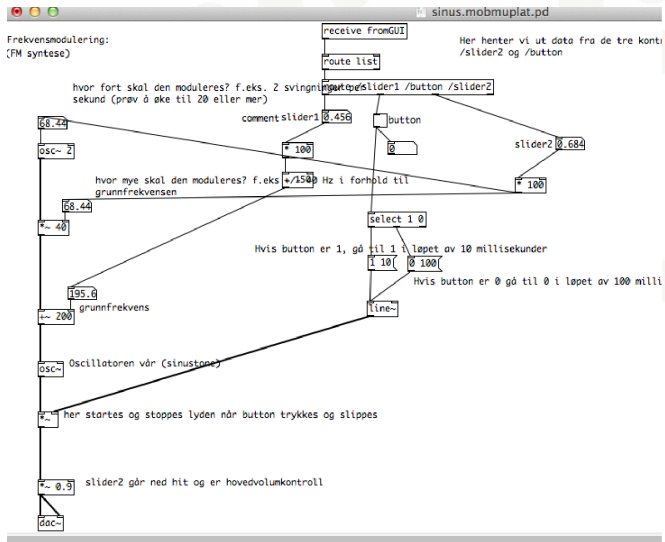 sinus.mobmuplat.pd
receive fromGUI
Frekvensmodulering:
(FM syntese)
Her henter vi ut data fra de tre kont
/slider2 og /button
route list
hvor fort skal den moduleres? f.eks. 2 svingninger per
sekund (prøv å øke til 20 eller mer)
route /slider1 /button /slider2
comment slider1 0.456
button
68.44
osc~ 2
* 100
0
slider2 0.684
hvor mye skal den moduleres? f.eks +/- 40 Hz i forhold til
grunnfrekvensen
+ 150
* 100
68.44
*~ 40
select 1 0
Hvis button er 1, gå til 1 i løpet av 10 millisekunder
1 10
0 100
Hvis button er 0 gå til 0 i løpet av 100 milli
195.6
grunnfrekvens
+~ 200
line~
osc~
Oscillatoren vår (sinustone)
*~
her startes og stoppes lyden når button trykkes og slippes
*~ 0.9
slider2 går ned hit og er hovedvolumkontroll
dac~